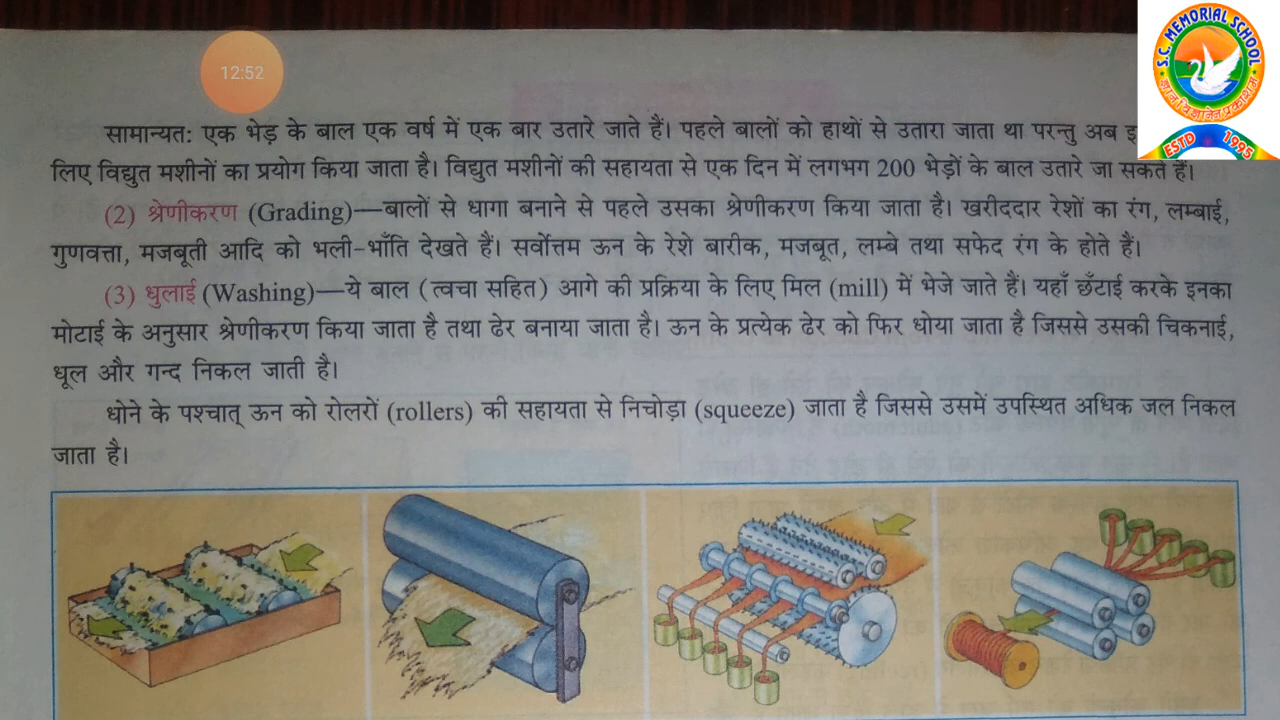 12:52
S.C. MEMORIAL SCHOOL
ESTD 1995
सामान्यत: एक भेड़ के बाल एक वर्ष में एक बार उतारे जाते हैं। पहले बालों को हाथों से उतारा जाता था परन्तु अब
लिए विद्युत मशीनों का प्रयोग किया जाता है। विद्युत मशीनों की सहायता से एक दिन में लगभग 200 भेड़ों के बाल उतारे जा सकते हैं।
(2) श्रेणीकरण (Grading)—बालों से धागा बनाने से पहले उसका श्रेणीकरण किया जाता है। खरीददार रेशों का रंग, लम्बाई,
गुणवत्ता, मजबूती आदि को भली-भाँति देखते हैं। सर्वोत्तम ऊन के रेशे बारीक, मजबूत, लम्बे तथा सफेद रंग के होते हैं।
(3) धुलाई (Washing)—ये बाल (त्वचा सहित) आगे की प्रक्रिया के लिए मिल (mill) में भेजे जाते हैं। यहाँ छँटाई करके इनका
मोटाई के अनुसार श्रेणीकरण किया जाता है तथा ढेर बनाया जाता है। ऊन के प्रत्येक ढेर को फिर धोया जाता है जिससे उसकी चिकनाई,
धूल और गन्द निकल जाती है।
धोने के पश्चात् ऊन को रोलरों (rollers) की सहायता से निचोड़ा (squeeze) जाता है जिससे उसमें उपस्थित अधिक जल निकल
जाता है।